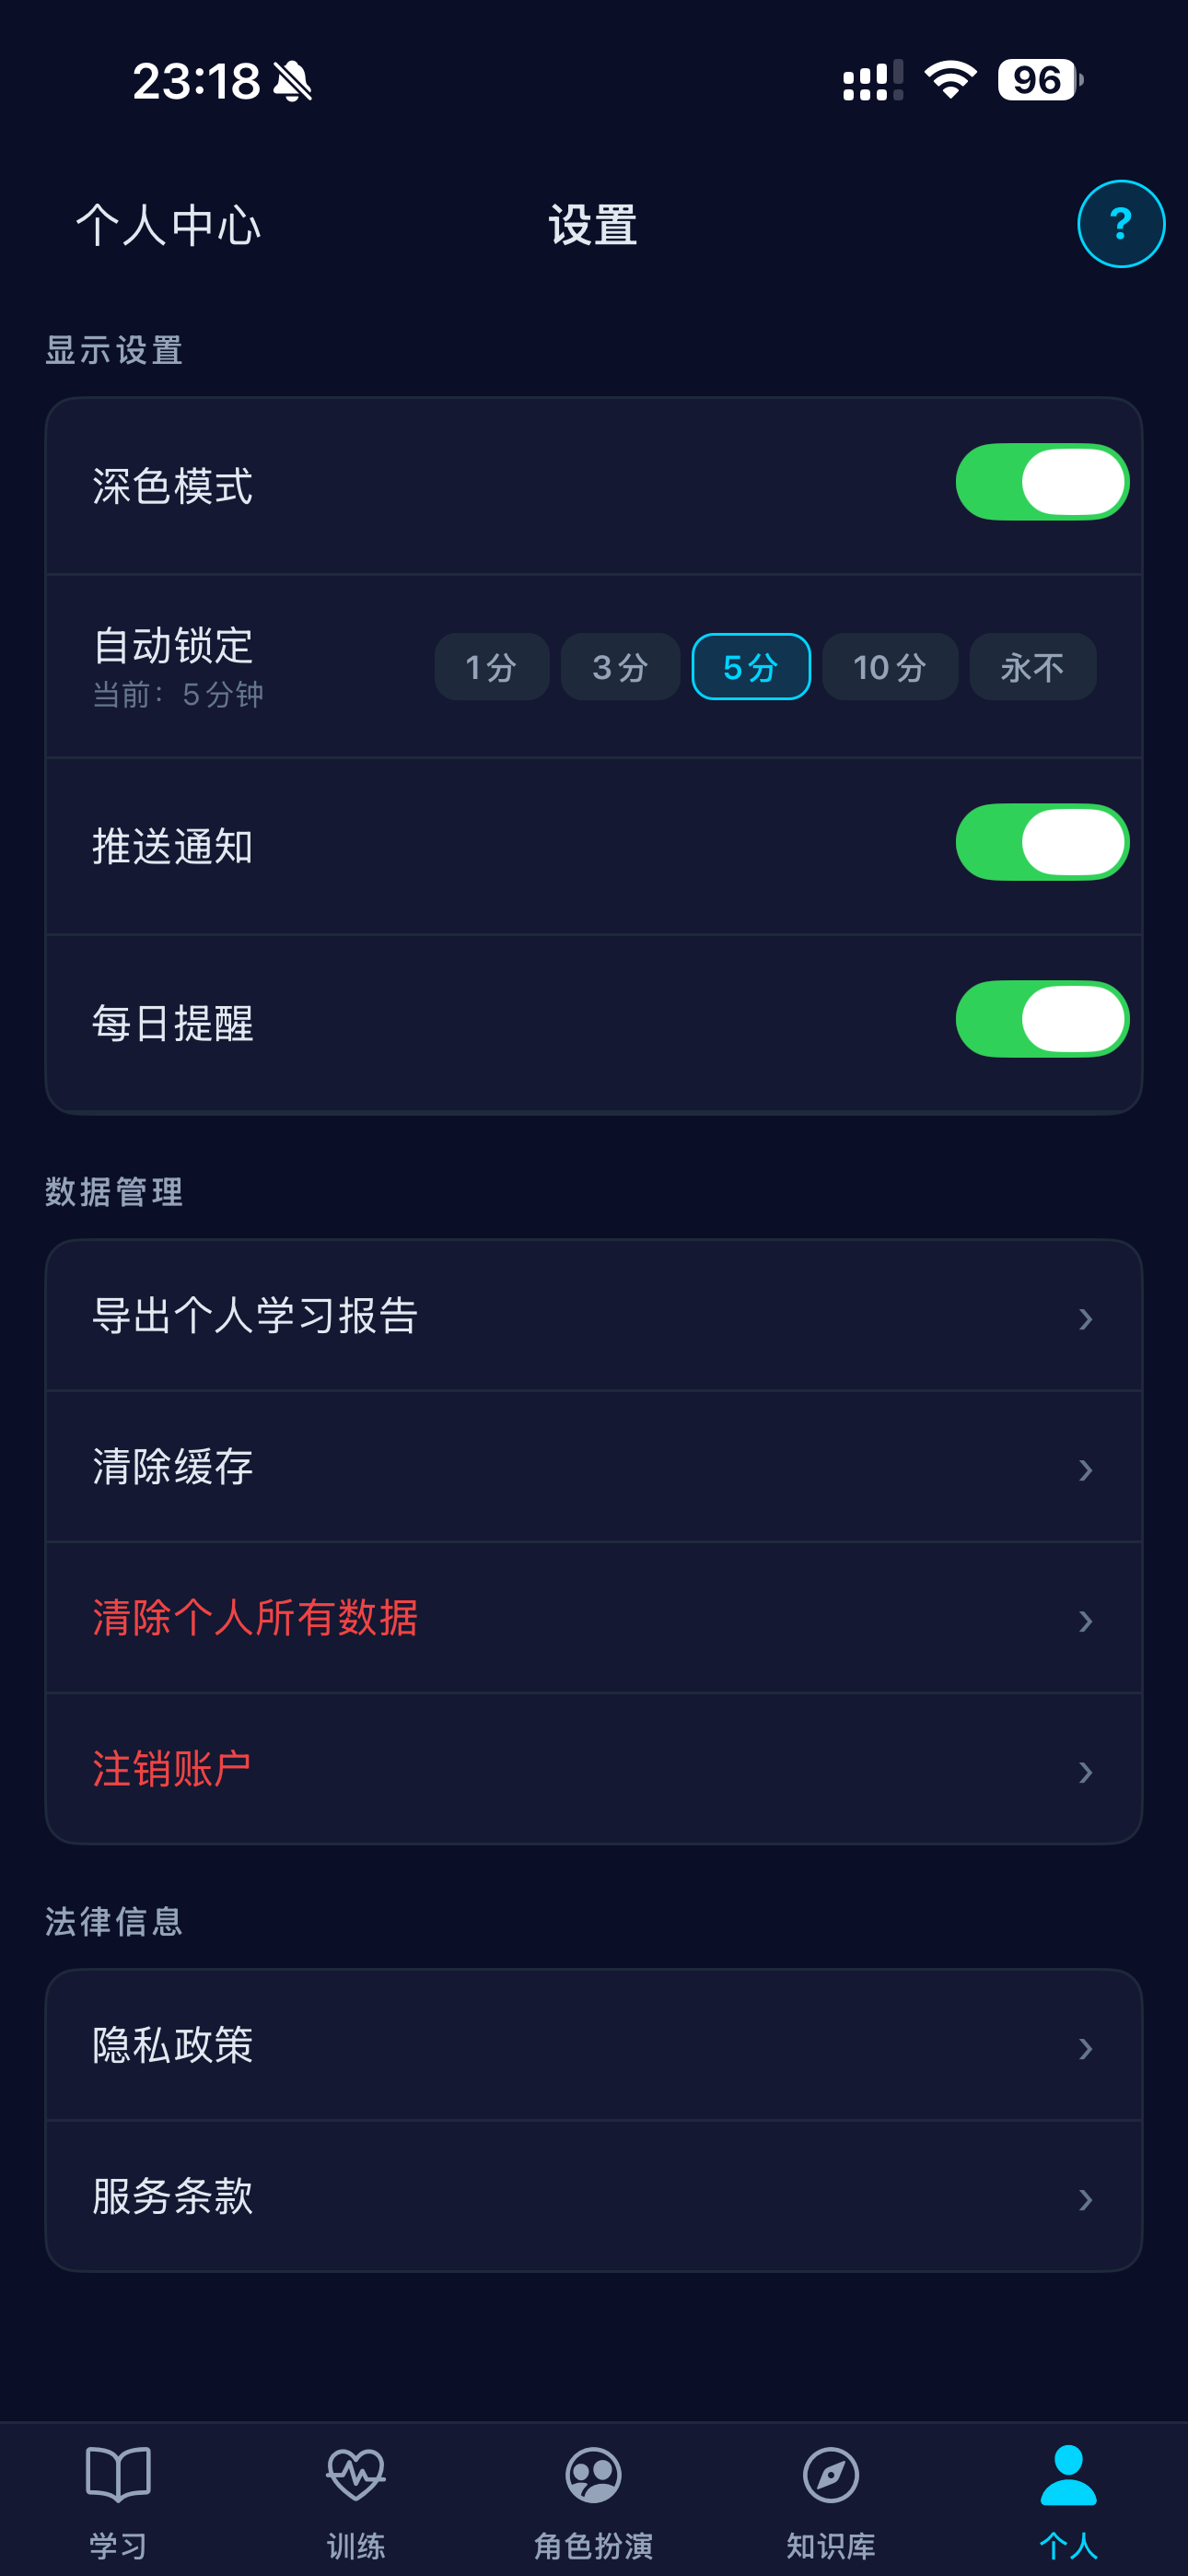 23:18
96
个人中心
设置
?
显示设置
深色模式
自动锁定
当前：5 分钟
1 分
3 分
5 分
10 分
永不
推送通知
每日提醒
数据管理
导出个人学习报告
清除缓存
清除个人所有数据
注销账户
法律信息
隐私政策
服务条款
学习
训练
角色扮演
知识库
个人